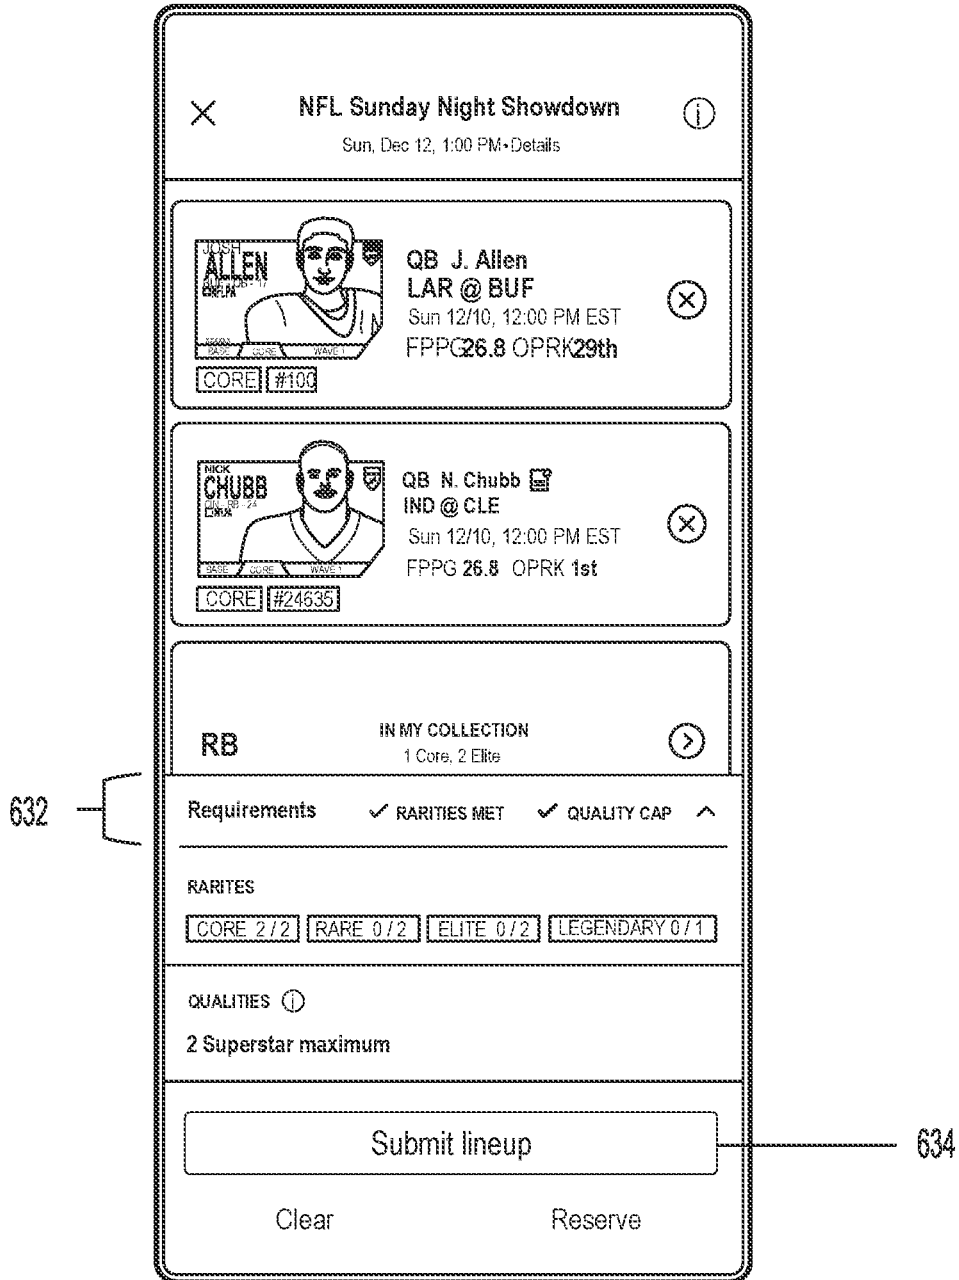 NFL Sunday Night Showdown
Sun, Dec 12, 1:00 PM•Details
JOSH
ALLEN
QB J. Allen
LAR @ BUF
Sun 12/10, 12:00 PM EST
FPPG 26.8 OPRK 29th
BASE CORE WAVE 1
CORE #100
NICK
CHUBB
QB N. Chubb
IND @ CLE
Sun 12/10, 12:00 PM EST
FPPG 26.8 OPRK 1st
BASE CORE WAVE 1
CORE #24635
RB
IN MY COLLECTION
1 Core, 2 Elite
632
Requirements ✓ RARITIES MET ✓ QUALITY CAP
RARITES
CORE 2/2 RARE 0/2 ELITE 0/2 LEGENDARY 0/1
QUALITIES
2 Superstar maximum
Submit lineup
634
Clear Reserve